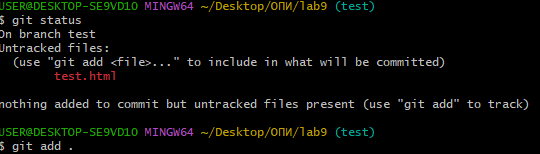 USER@DESKTOP-SE9VD1O MINGW64 ~/Desktop/ОПИ/lab9 (test)
$ git status
On branch test
Untracked files:
  (use "git add <file>..." to include in what will be committed)
        test.html

nothing added to commit but untracked files present (use "git add" to track)

USER@DESKTOP-SE9VD1O MINGW64 ~/Desktop/ОПИ/lab9 (test)
$ git add .